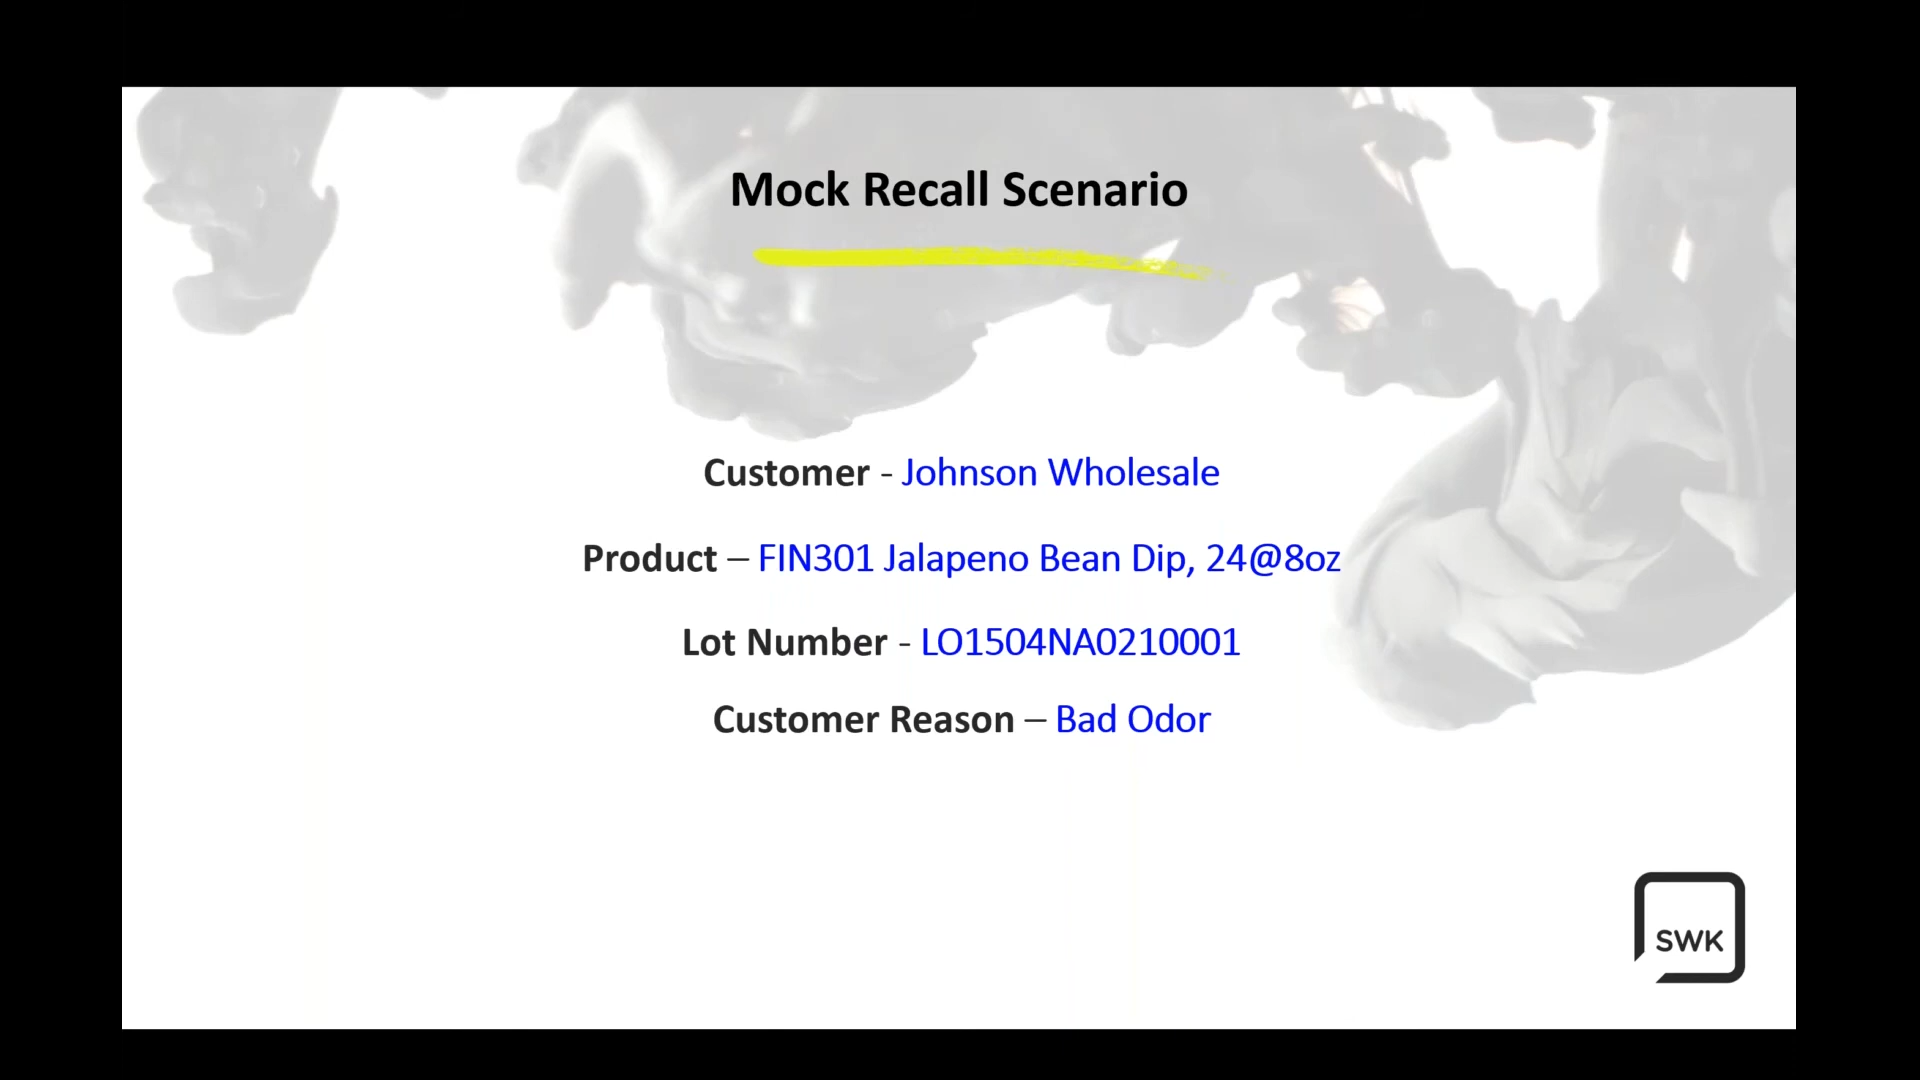 Mock Recall Scenario
Customer - Johnson Wholesale
Product – FIN301 Jalapeno Bean Dip, 24@8oz
Lot Number - LO1504NA0210001
Customer Reason – Bad Odor
SWK